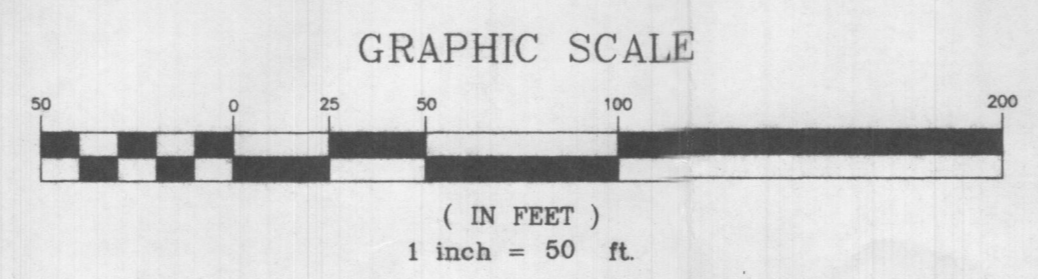 GRAPHIC SCALE
50 0 25 50 100 200
( IN FEET )
1 inch = 50 ft.